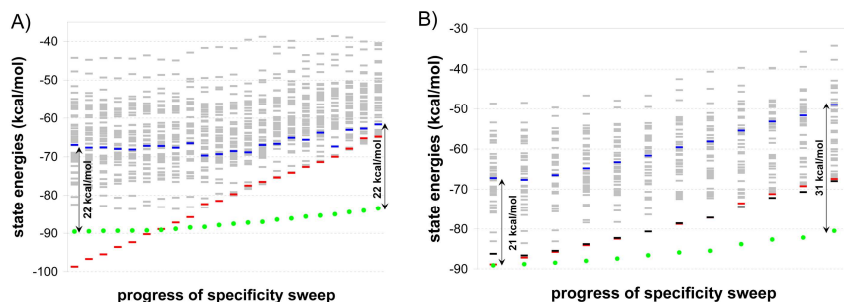 A)
state energies (kcal/mol)
-40
-50
-60
-70
-80
-90
-100
22 kcal/mol
22 kcal/mol
progress of specificity sweep
B)
state energies (kcal/mol)
-30
-40
-50
-60
-70
-80
-90
21 kcal/mol
31 kcal/mol
progress of specificity sweep